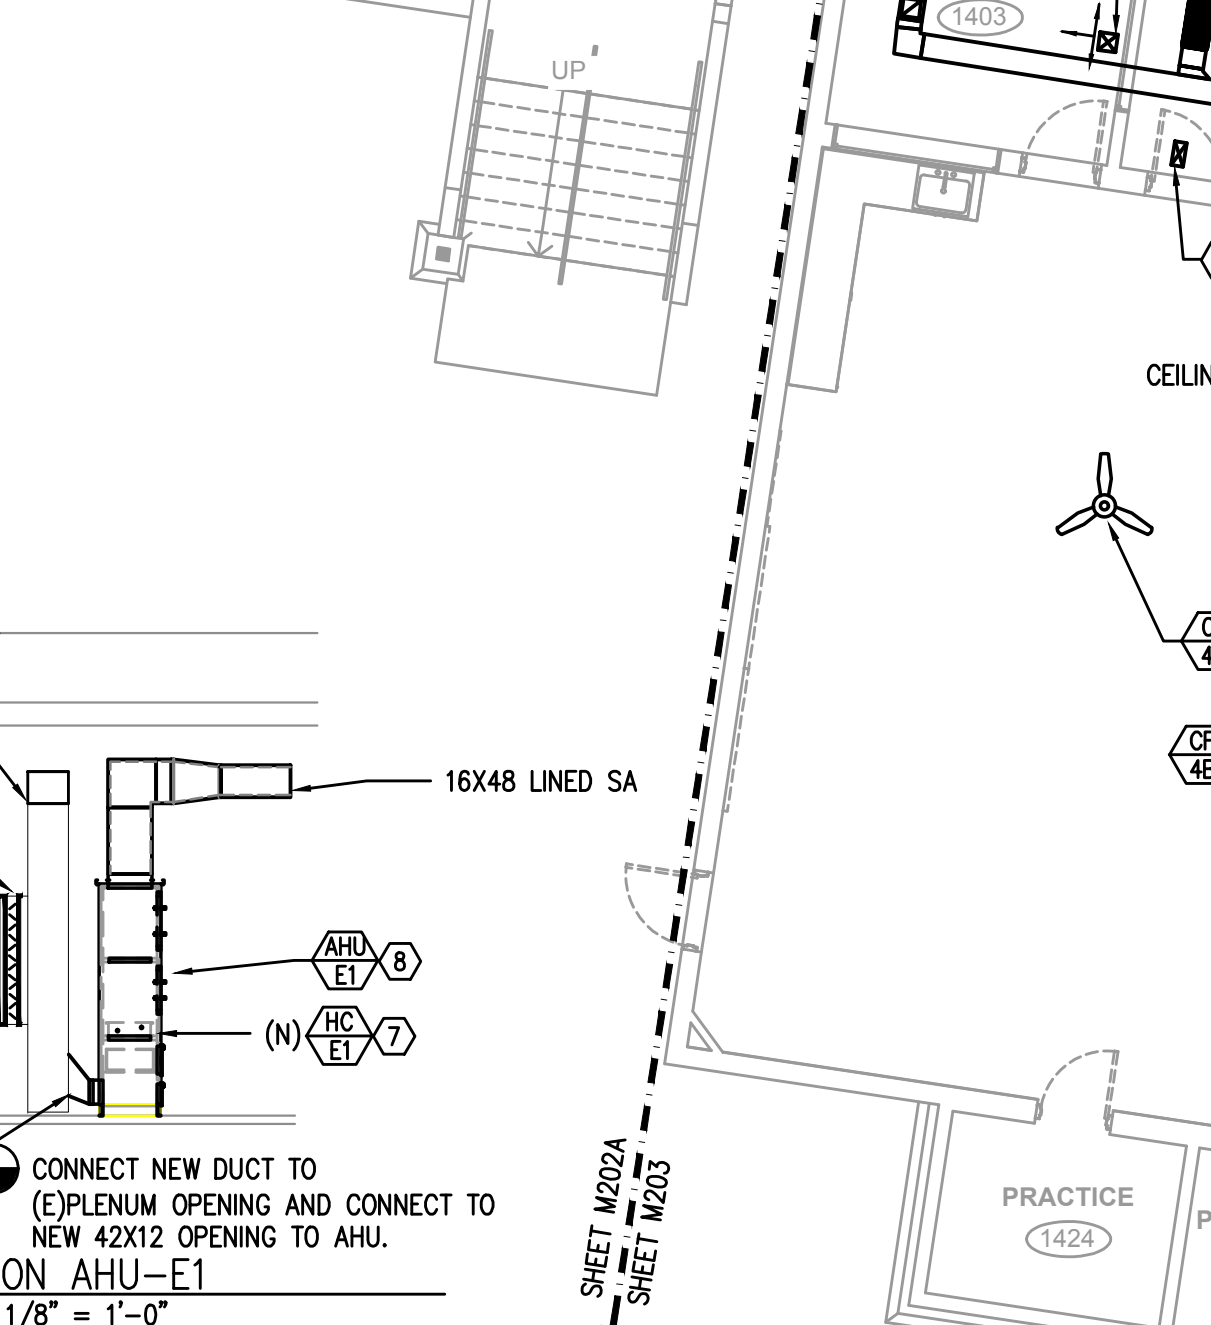 1403
UP
CEILIN
16X48 LINED SA
AHU
E1
8
(N)
HC
E1
7
CONNECT NEW DUCT TO
(E)PLENUM OPENING AND CONNECT TO
NEW 42X12 OPENING TO AHU.
ON AHU-E1
1/8" = 1'-0"
SHEET M202A
SHEET M203
PRACTICE
1424
P
4
4E